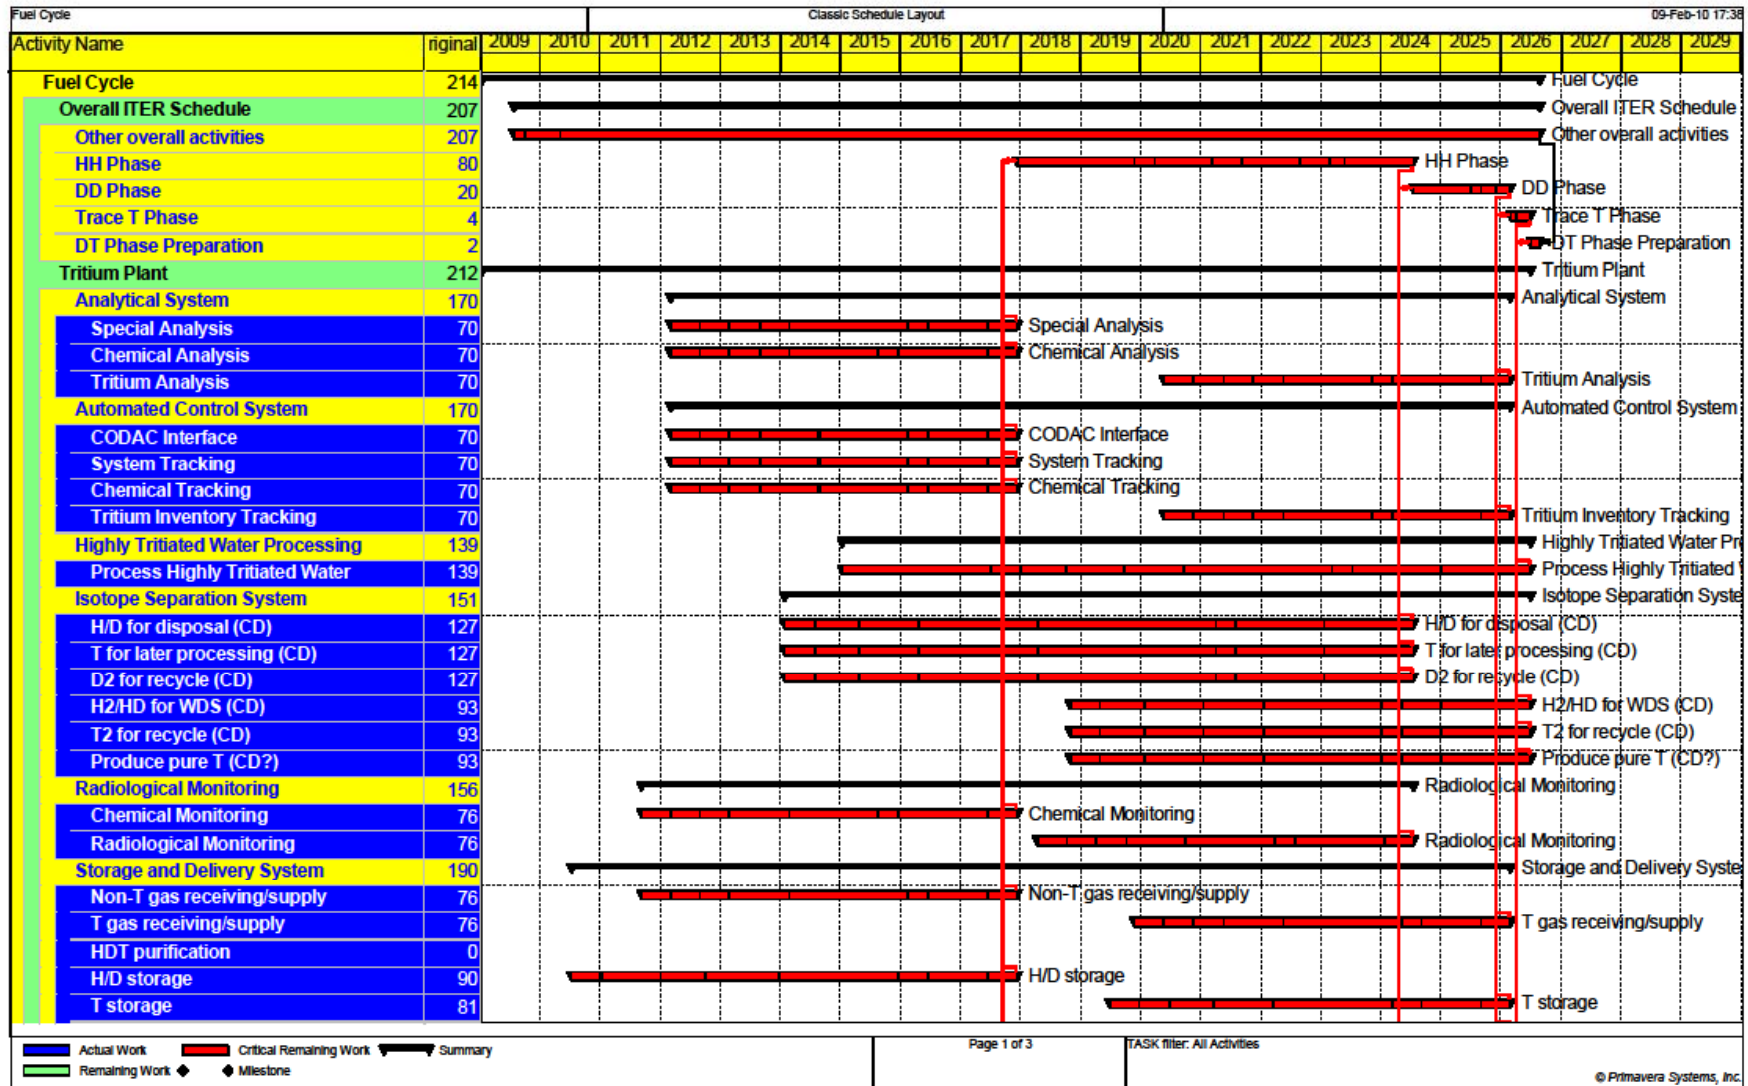 Fuel Cycle Classic Schedule Layout 09-Feb-10 17:38
Activity Name riginal 2009 2010 2011 2012 2013 2014 2015 2016 2017 2018 2019 2020 2021 2022 2023 2024 2025 2026 2027 2028 2029
Fuel Cycle 214 Fuel Cycle
Overall ITER Schedule 207 Overall ITER Schedule
Other overall activities 207 Other overall activities
HH Phase 80 HH Phase
DD Phase 20 DD Phase
Trace T Phase 4 Trace T Phase
DT Phase Preparation 2 DT Phase Preparation
Tritium Plant 212 Tritium Plant
Analytical System 170 Analytical System
Special Analysis 70 Special Analysis
Chemical Analysis 70 Chemical Analysis
Tritium Analysis 70 Tritium Analysis
Automated Control System 170 Automated Control System
CODAC Interface 70 CODAC Interface
System Tracking 70 System Tracking
Chemical Tracking 70 Chemical Tracking
Tritium Inventory Tracking 70 Tritium Inventory Tracking
Highly Tritiated Water Processing 139 Highly Tritiated Water Pr
Process Highly Tritiated Water 139 Process Highly Tritiated
Isotope Separation System 151 Isotope Separation Syste
H/D for disposal (CD) 127 H/D for disposal (CD)
T for later processing (CD) 127 T for later processing (CD)
D2 for recycle (CD) 127 D2 for recycle (CD)
H2/HD for WDS (CD) 93 H2/HD for WDS (CD)
T2 for recycle (CD) 93 T2 for recycle (CD)
Produce pure T (CD?) 93 Produce pure T (CD?)
Radiological Monitoring 156 Radiological Monitoring
Chemical Monitoring 76 Chemical Monitoring
Radiological Monitoring 76 Radiological Monitoring
Storage and Delivery System 190 Storage and Delivery Syste
Non-T gas receiving/supply 76 Non-T gas receiving/supply
T gas receiving/supply 76 T gas receiving/supply
HDT purification 0
H/D storage 90 H/D storage
T storage 81 T storage
Actual Work Critical Remaining Work Summary Page 1 of 3 TASK filter: All Activities
Remaining Work Milestone
© Primavera Systems, Inc.